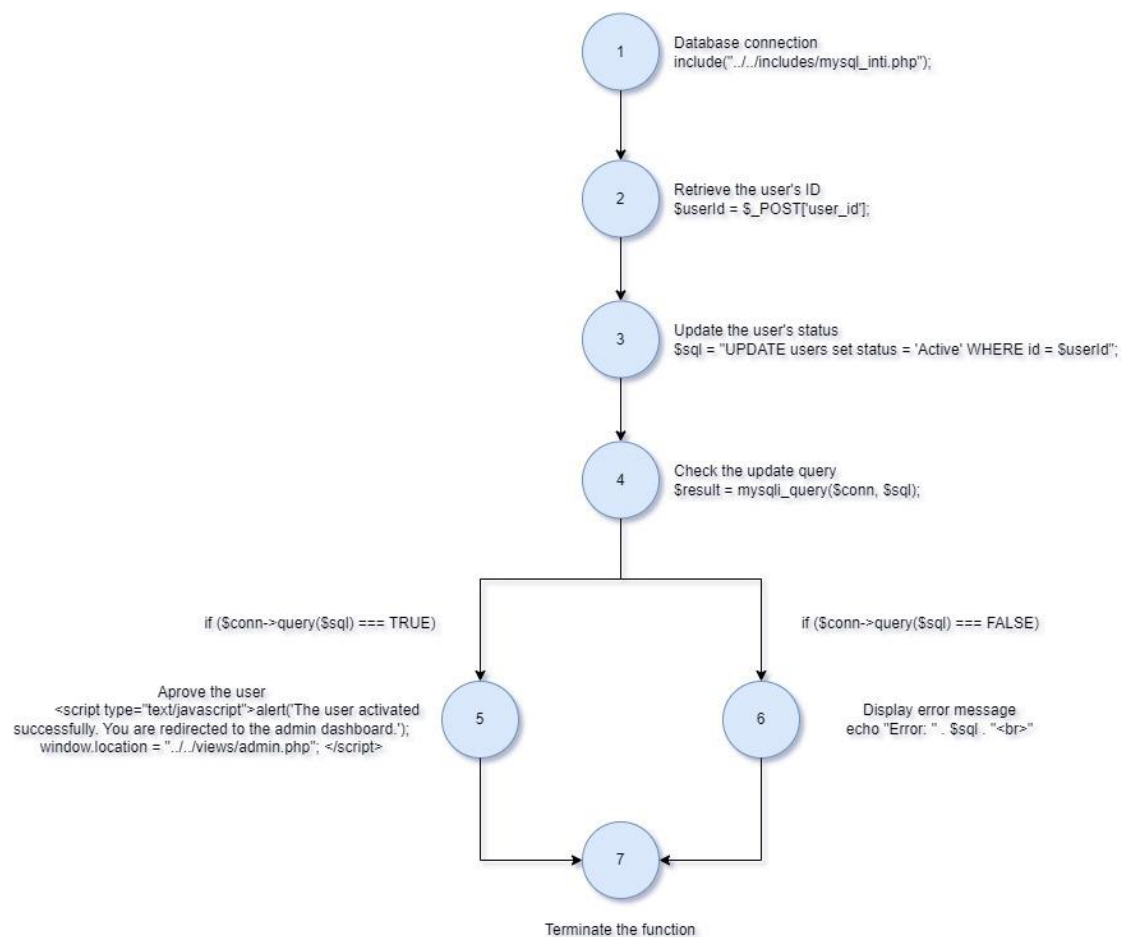 1
Database connection
include("../../includes/mysql_inti.php");
2
Retrieve the user's ID
$userId = $_POST['user_id'];
3
Update the user's status
$sql = "UPDATE users set status = 'Active' WHERE id = $userId";
4
Check the update query
$result = mysqli_query($conn, $sql);
if ($conn->query($sql) === TRUE)
if ($conn->query($sql) === FALSE)
Aprove the user
<script type="text/javascript">alert('The user activated
successfully. You are redirected to the admin dashboard.');
window.location = "../../views/admin.php"; </script>
5
6
Display error message
echo "Error: " . $sql . "<br>"
7
Terminate the function